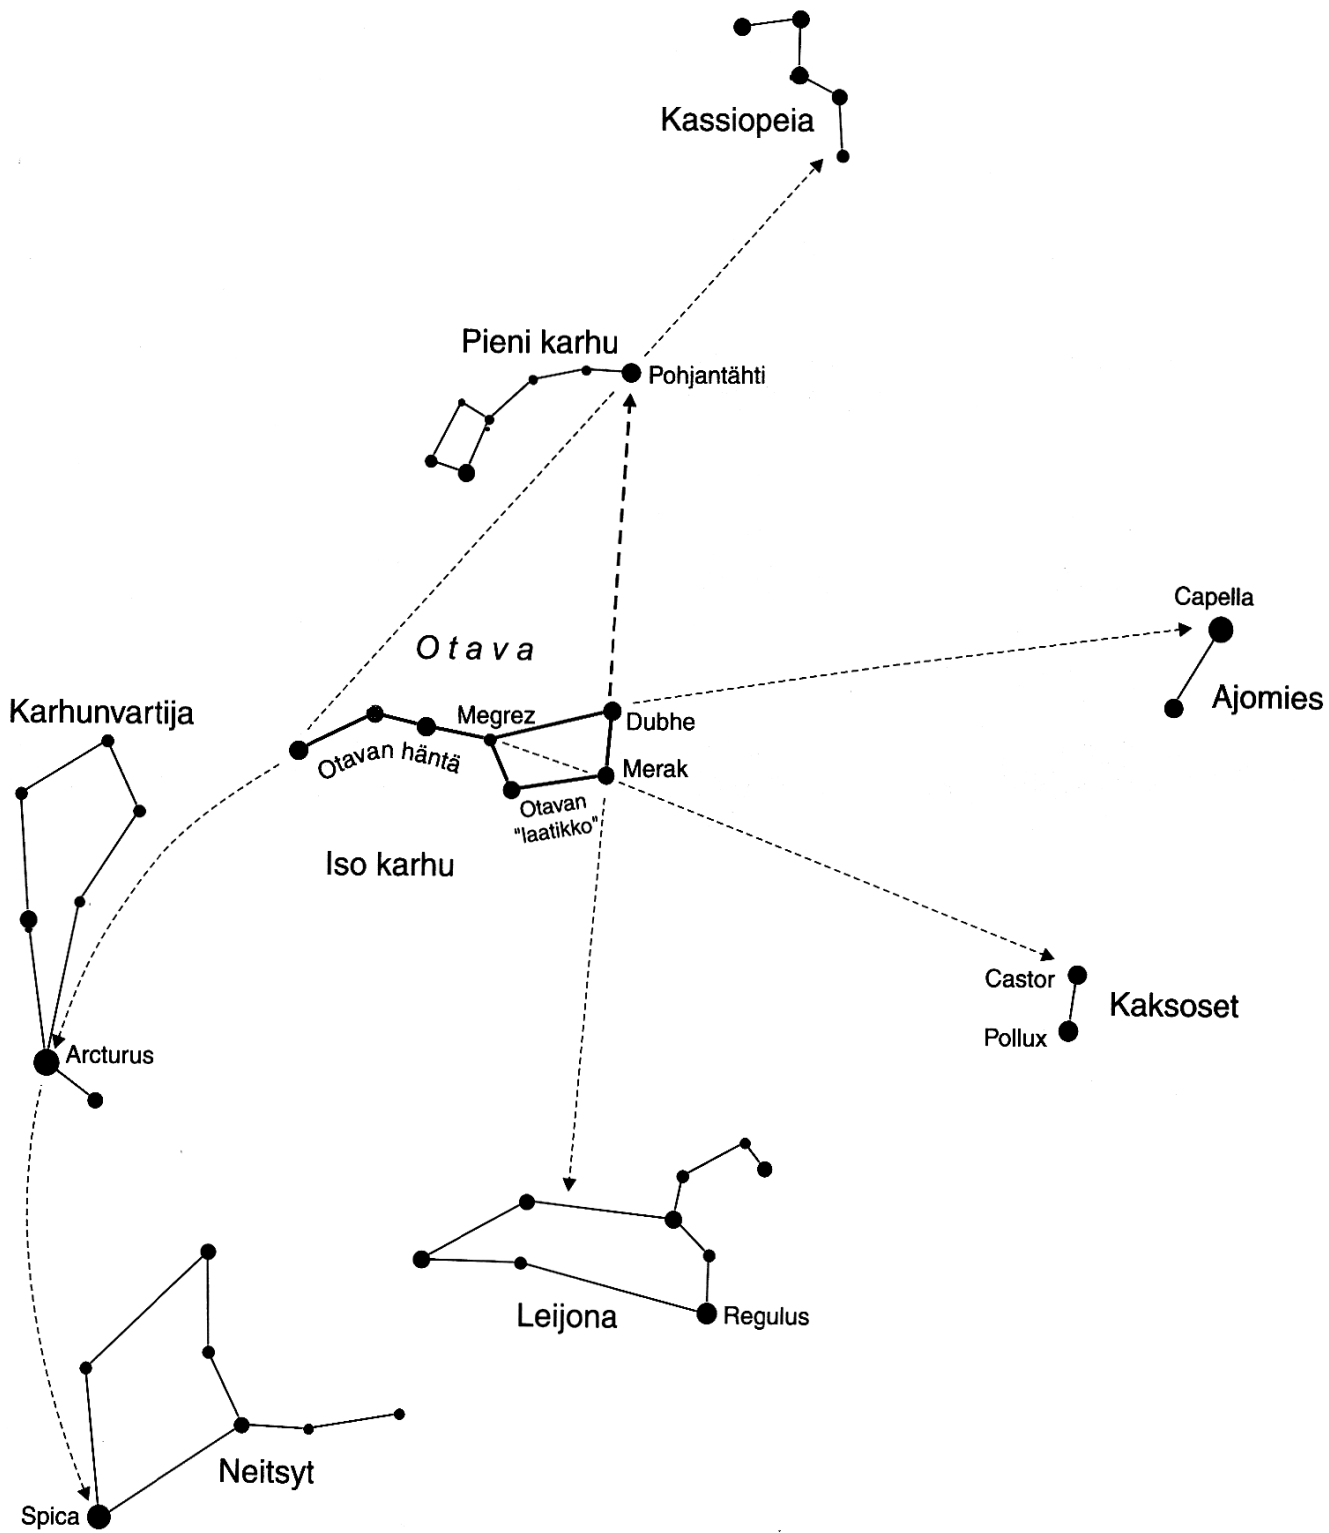 Kassiopeia
Pieni karhu
Pohjantähti
Capella
Otava
Ajomies
Karhunvartija
Megrez
Dubhe
Otavan häntä
Merak
Otavan
"laatikko"
Iso karhu
Castor
Kaksoset
Pollux
Arcturus
Leijona
Regulus
Neitsyt
Spica